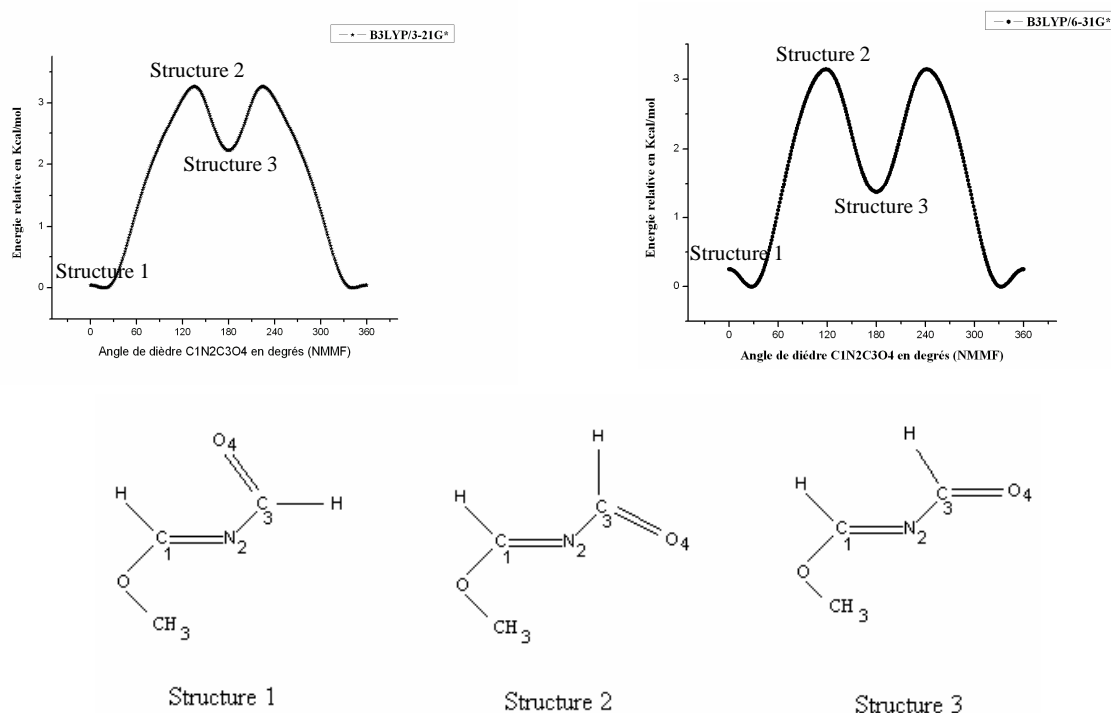 B3LYP/3-21G*
Structure 2
Structure 3
Structure 1
Energie relative en Kcal/mol
3
2
1
0
0 60 120 180 240 300 360
Angle de dièdre C1N2C3O4 en degrés (NMMF)
B3LYP/6-31G*
Structure 2
Structure 3
Structure 1
Energie relative en Kcal/mol
3
2
1
0
0 60 120 180 240 300 360
Angle de diédre C1N2C3O4 en degrés (NMMF)
O4
H
C3
H
C1
N2
O
CH3
Structure 1
H
H
C3
O4
C1
N2
O
CH3
Structure 2
H
H
C3
O4
C1
N2
O
CH3
Structure 3